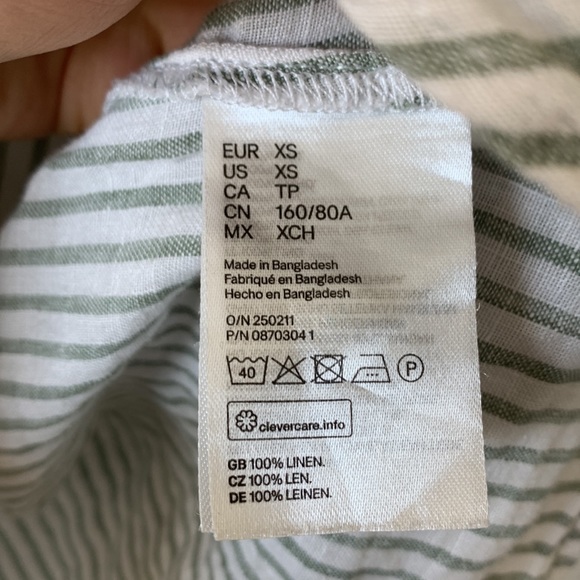 EUR XS
US XS
CA TP
CN 160/80A
MX XCH
Made in Bangladesh
Fabriqué en Bangladesh
Hecho en Bangladesh
O/N 250211
P/N 08703041
40 P
clevercare.info
GB 100% LINEN.
CZ 100% LEN.
DE 100% LEINEN.